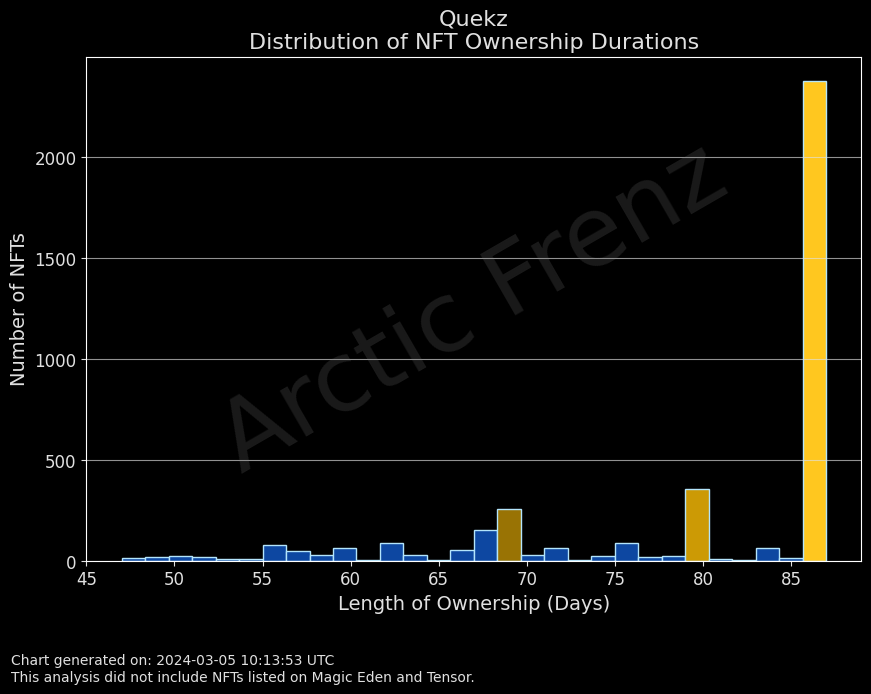 Quekz
Distribution of NFT Ownership Durations
Number of NFTs
2000
1500
1000
500
0
Arctic Frenz
45 50 55 60 65 70 75 80 85
Length of Ownership (Days)
Chart generated on: 2024-03-05 10:13:53 UTC
This analysis did not include NFTs listed on Magic Eden and Tensor.